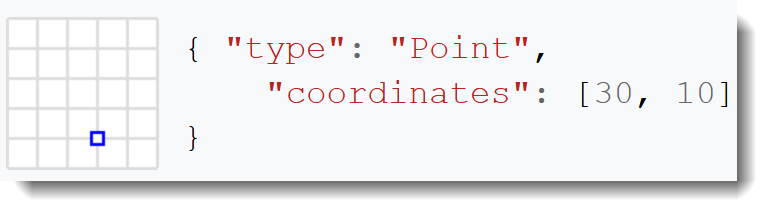 { "type": "Point",
"coordinates": [30, 10]
}